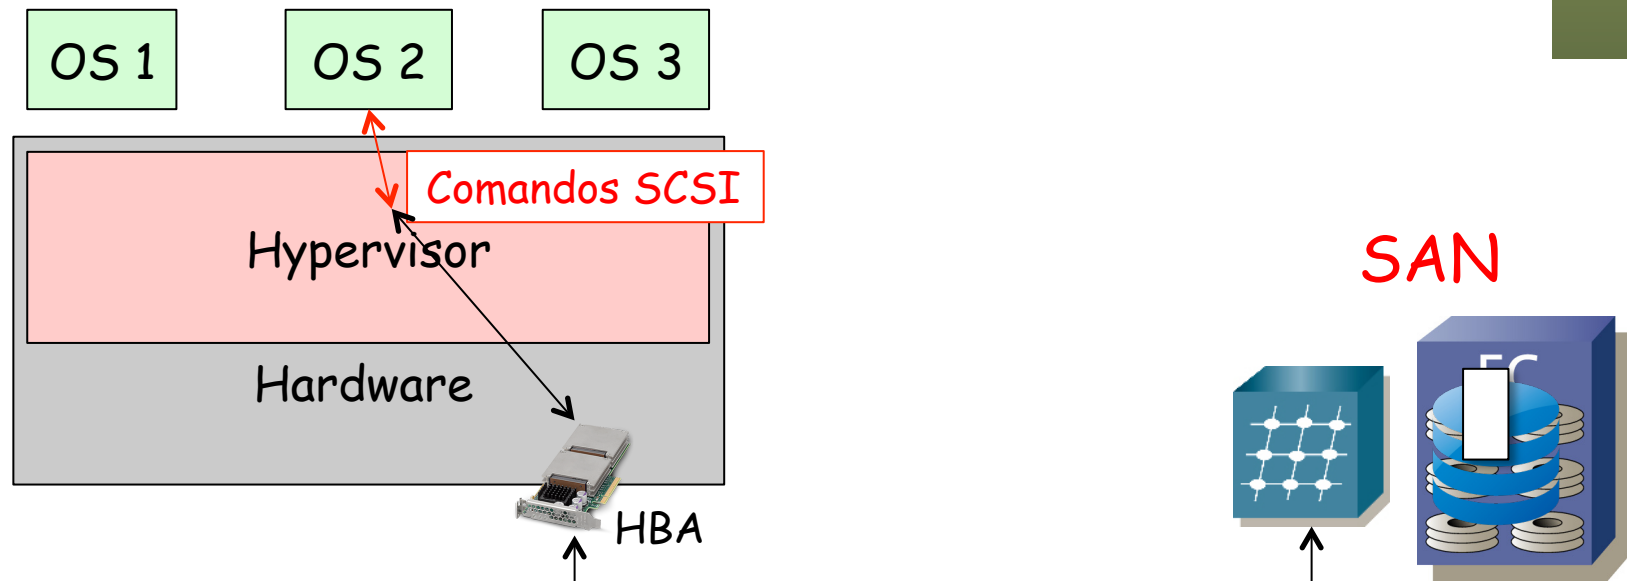 OS 1
OS 2
OS 3
Comandos SCSI
Hypervisor
SAN
Hardware
HBA